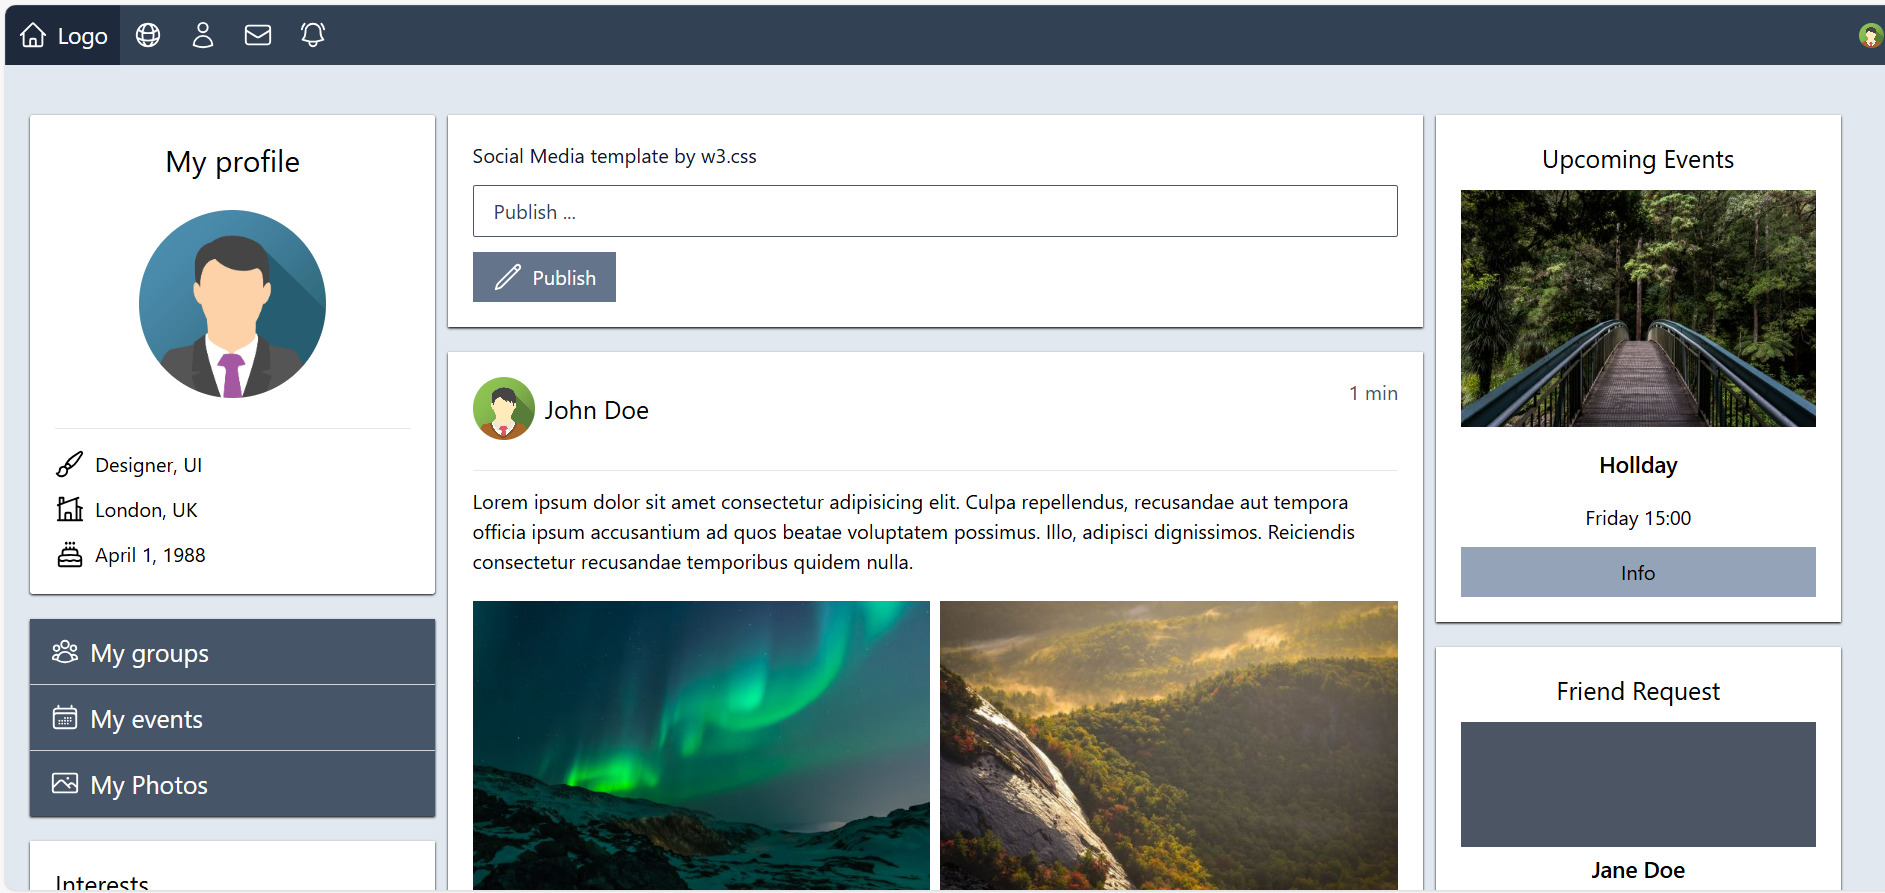 Logo
My profile
Designer, UI
London, UK
April 1, 1988
My groups
My events
My Photos
Interests
Social Media template by w3.css
Publish ...
Publish
John Doe
1 min
Lorem ipsum dolor sit amet consectetur adipisicing elit. Culpa repellendus, recusandae aut tempora
officia ipsum accusantium ad quos beatae voluptatem possimus. Illo, adipisci dignissimos. Reiciendis
consectetur recusandae temporibus quidem nulla.
Upcoming Events
Hollday
Friday 15:00
Info
Friend Request
Jane Doe